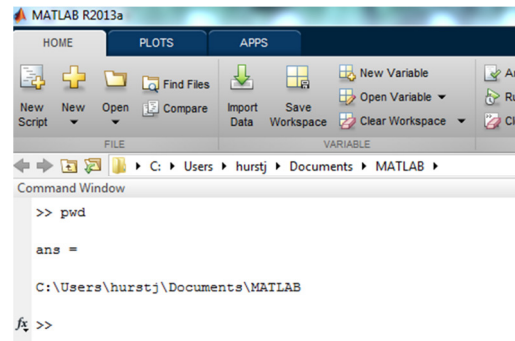 MATLAB R2013a
HOME PLOTS APPS
New Script
New
Open
Find Files
Compare
Import Data
Save Workspace
New Variable
Open Variable
Clear Workspace
FILE VARIABLE
C: Users hurstj Documents MATLAB
Command Window
>> pwd
ans =
C:\Users\hurstj\Documents\MATLAB
fx >>